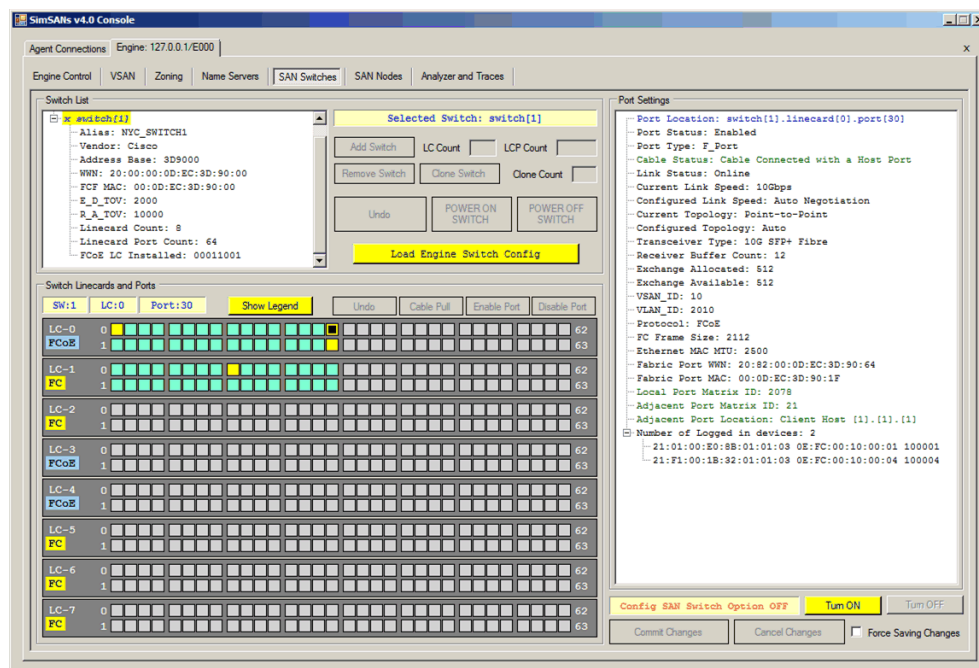 SimSANs v4.0 Console
Agent Connections
Engine: 127.0.0.1/E000
x
Engine Control
VSAN
Zoning
Name Servers
SAN Switches
SAN Nodes
Analyzer and Traces
Switch List
x switch[1]
Alias: NYC_SWITCH1
Vendor: Cisco
Address Base: 3D9000
WWN: 20:00:00:0D:EC:3D:90:00
FCF MAC: 00:0D:EC:3D:90:00
E_D_TOV: 2000
R_A_TOV: 10000
Linecard Count: 8
Linecard Port Count: 64
FCoE LC Installed: 00011001
Selected Switch: switch[1]
Add Switch
LC Count
LCP Count
Remove Switch
Clone Switch
Clone Count
Undo
POWER ON
SWITCH
POWER OFF
SWITCH
Load Engine Switch Config
Switch Linecards and Ports
SW:1
LC:0
Port:30
Show Legend
Undo
Cable Pull
Enable Port
Disable Port
LC-0 0 62
FCoE 1 63
LC-1 0 62
FC 1 63
LC-2 0 62
FC 1 63
LC-3 0 62
FCoE 1 63
LC-4 0 62
FCoE 1 63
LC-5 0 62
FC 1 63
LC-6 0 62
FC 1 63
LC-7 0 62
FC 1 63
Port Settings
Port Location: switch[1].linecard[0].port[30]
Port Status: Enabled
Port Type: F_Port
Cable Status: Cable Connected with a Host Port
Link Status: Online
Current Link Speed: 10Gbps
Configured Link Speed: Auto Negotiation
Current Topology: Point-to-Point
Configured Topology: Auto
Transceiver Type: 10G SFP+ Fibre
Receiver Buffer Count: 12
Exchange Allocated: 512
Exchange Available: 512
VSAN_ID: 10
VLAN_ID: 2010
Protocol: FCoE
FC Frame Size: 2112
Ethernet MAC MTU: 2500
Fabric Port WWN: 20:82:00:0D:EC:3D:90:64
Fabric Port MAC: 00:0D:EC:3D:90:1F
Local Port Matrix ID: 2078
Adjacent Port Matrix ID: 21
Adjacent Port Location: Client Host [1].[1].[1]
Number of Logged in devices: 2
21:01:00:E0:8B:01:01:03 0E:FC:00:10:00:01 100001
21:F1:00:1B:32:01:01:03 0E:FC:00:10:00:04 100004
Config SAN Switch Option OFF
Turn ON
Turn OFF
Commit Changes
Cancel Changes
Force Saving Changes